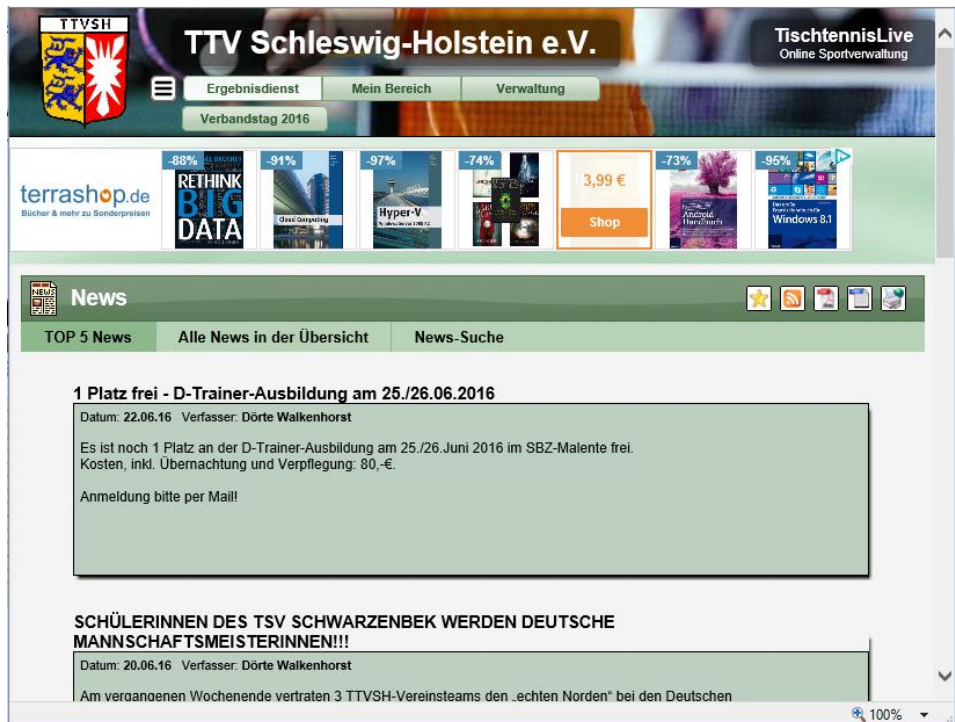 TTVSH
TTV Schleswig-Holstein e.V.
TischtennisLive
Online Sportverwaltung
Ergebnisdienst
Mein Bereich
Verwaltung
Verbandstag 2016
terrashop.de
Bücher & mehr zu Sonderpreisen
-88%
RETHINK
BIG
DATA
-91%
Cloud Computing
-97%
Hyper-V
-74%
3,99 €
Shop
-73%
Android
Handbuch
-95%
Windows 8.1
NEWS
News
TOP 5 News
Alle News in der Übersicht
News-Suche
1 Platz frei - D-Trainer-Ausbildung am 25./26.06.2016
Datum: 22.06.16 Verfasser: Dörte Walkenhorst
Es ist noch 1 Platz an der D-Trainer-Ausbildung am 25./26.Juni 2016 im SBZ-Malente frei.
Kosten, inkl. Übernachtung und Verpflegung: 80,-€.
Anmeldung bitte per Mail!
SCHÜLERINNEN DES TSV SCHWARZENBEK WERDEN DEUTSCHE
MANNSCHAFTSMEISTERINNEN!!!
Datum: 20.06.16 Verfasser: Dörte Walkenhorst
Am vergangenen Wochenende vertraten 3 TTVSH-Vereinsteams den „echten Norden“ bei den Deutschen
100%